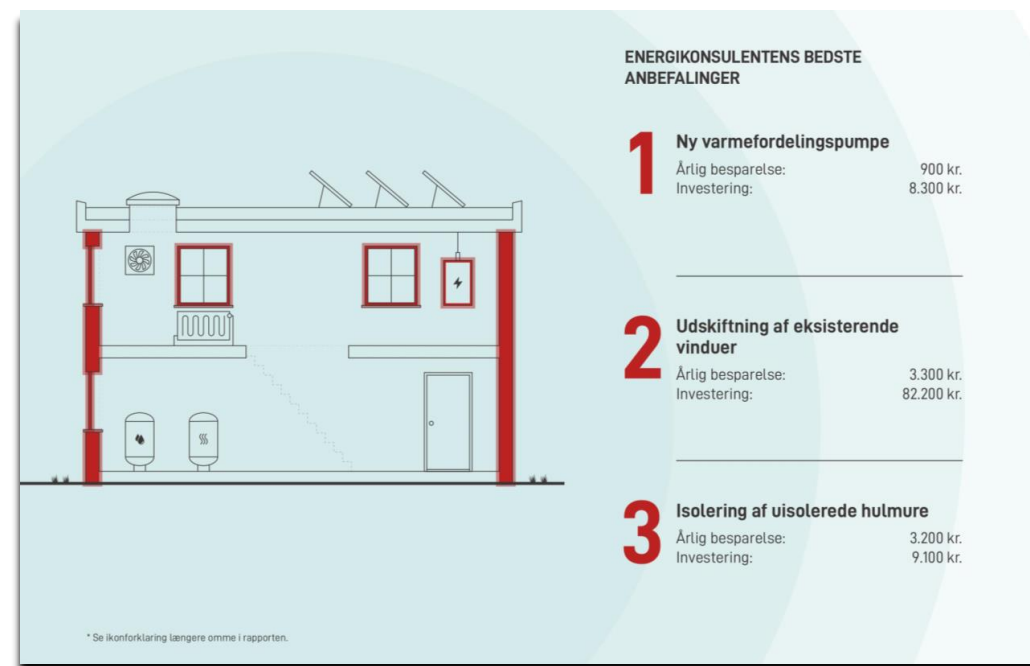 ENERGIKONSULENTENS BEDSTE
ANBEFALINGER
1
Ny varmefordelingspumpe
Årlig besparelse: 900 kr.
Investering: 8.300 kr.
2
Udskiftning af eksisterende
vinduer
Årlig besparelse: 3.300 kr.
Investering: 82.200 kr.
3
Isolering af uisolerede hulmure
Årlig besparelse: 3.200 kr.
Investering: 9.100 kr.
* Se ikonforklaring længere omme i rapporten.